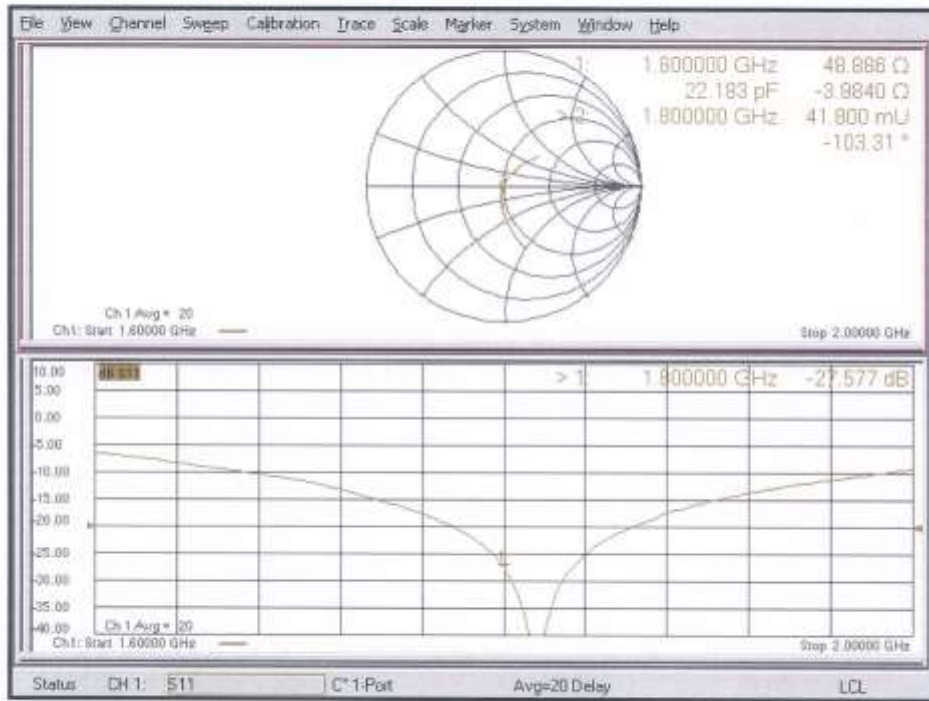 File View Channel Sweep Calibration Trace Scale Marker System Window Help
1: 1.800000 GHz 48.886 Ω
22.183 pF -3.9840 Ω
> 2: 1.800000 GHz 41.800 mU
-103.31 °
Ch 1 Avg = 20
Ch1: Start 1.60000 GHz
Stop 2.00000 GHz
10.00
dB S11
> 1: 1.800000 GHz -27.577 dB
5.00
0.00
-5.00
-10.00
-15.00
-20.00
-25.00
-30.00
-35.00
-40.00
Ch 1 Avg = 20
Ch1: Start 1.60000 GHz
Stop 2.00000 GHz
Status CH 1: S11 C* 1-Port Avg=20 Delay LCL